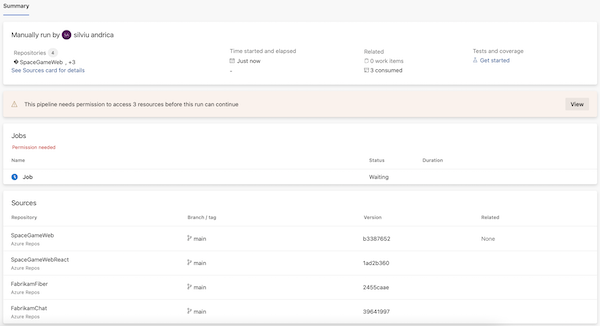 Summary
Manually run by SA silviu andrica
Repositories 4
SpaceGameWeb , +3
See Sources card for details
Time started and elapsed
Just now
-
Related
0 work items
3 consumed
Tests and coverage
Get started
This pipeline needs permission to access 3 resources before this run can continue
View
Jobs
Permission needed
Name Status Duration
Job Waiting
Sources
Repository Branch / tag Version Related
SpaceGameWeb
Azure Repos
main b3387652 None
SpaceGameWebReact
Azure Repos
main 1ad2b360
FabrikamFiber
Azure Repos
main 2455caae
FabrikamChat
Azure Repos
main 39641997